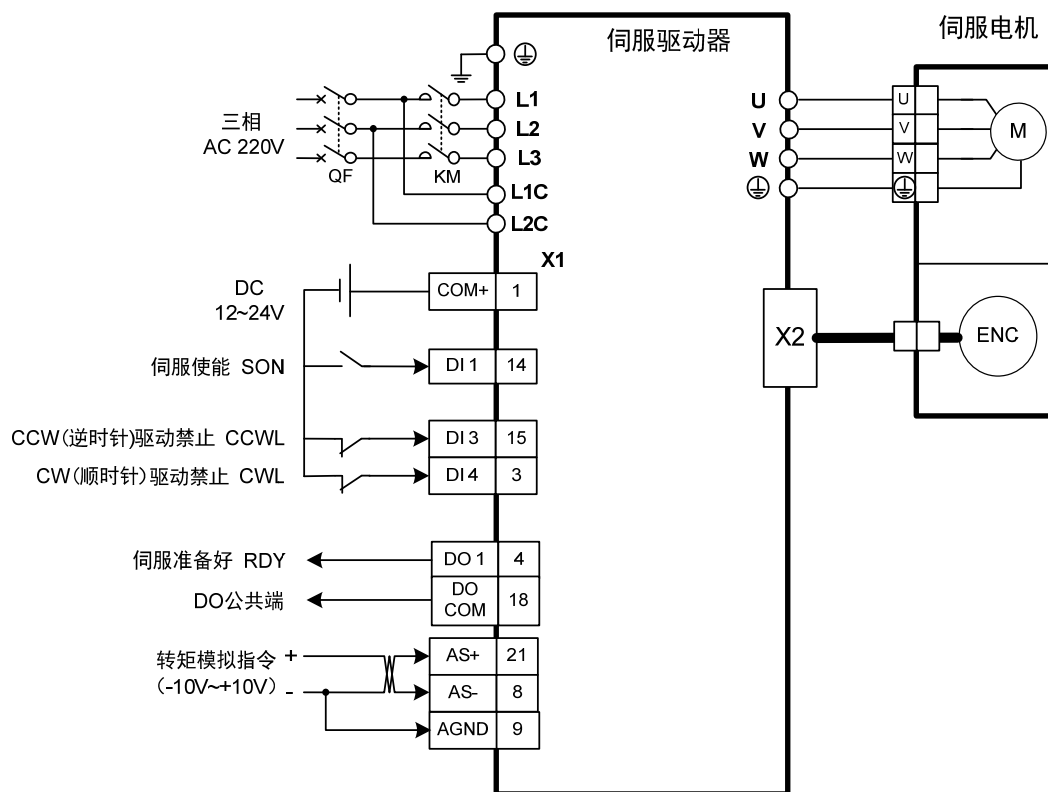 伺服驱动器
伺服电机
三相
AC 220V
QF
KM
L1
L2
L3
L1C
L2C
U
V
W
U
V
W
M
X1
DC
12~24V
COM+ 1
伺服使能 SON
DI 1 14
CCW(逆时针)驱动禁止 CCWL
DI 3 15
CW(顺时针)驱动禁止 CWL
DI 4 3
X2
ENC
伺服准备好 RDY
DO 1 4
DO公共端
DO
COM
18
转矩模拟指令 +
(-10V~+10V) -
AS+ 21
AS- 8
AGND 9